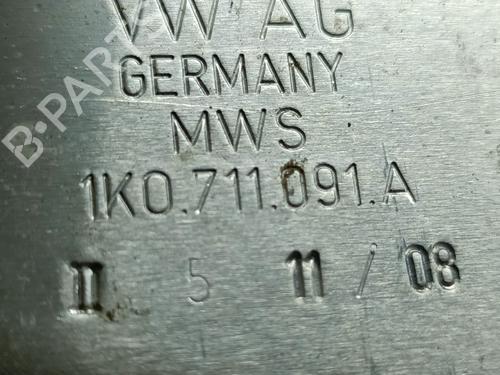 VW AG
GERMANY
MWS
1K0.711.091.A
II 5 11 / 08
B-PARTS